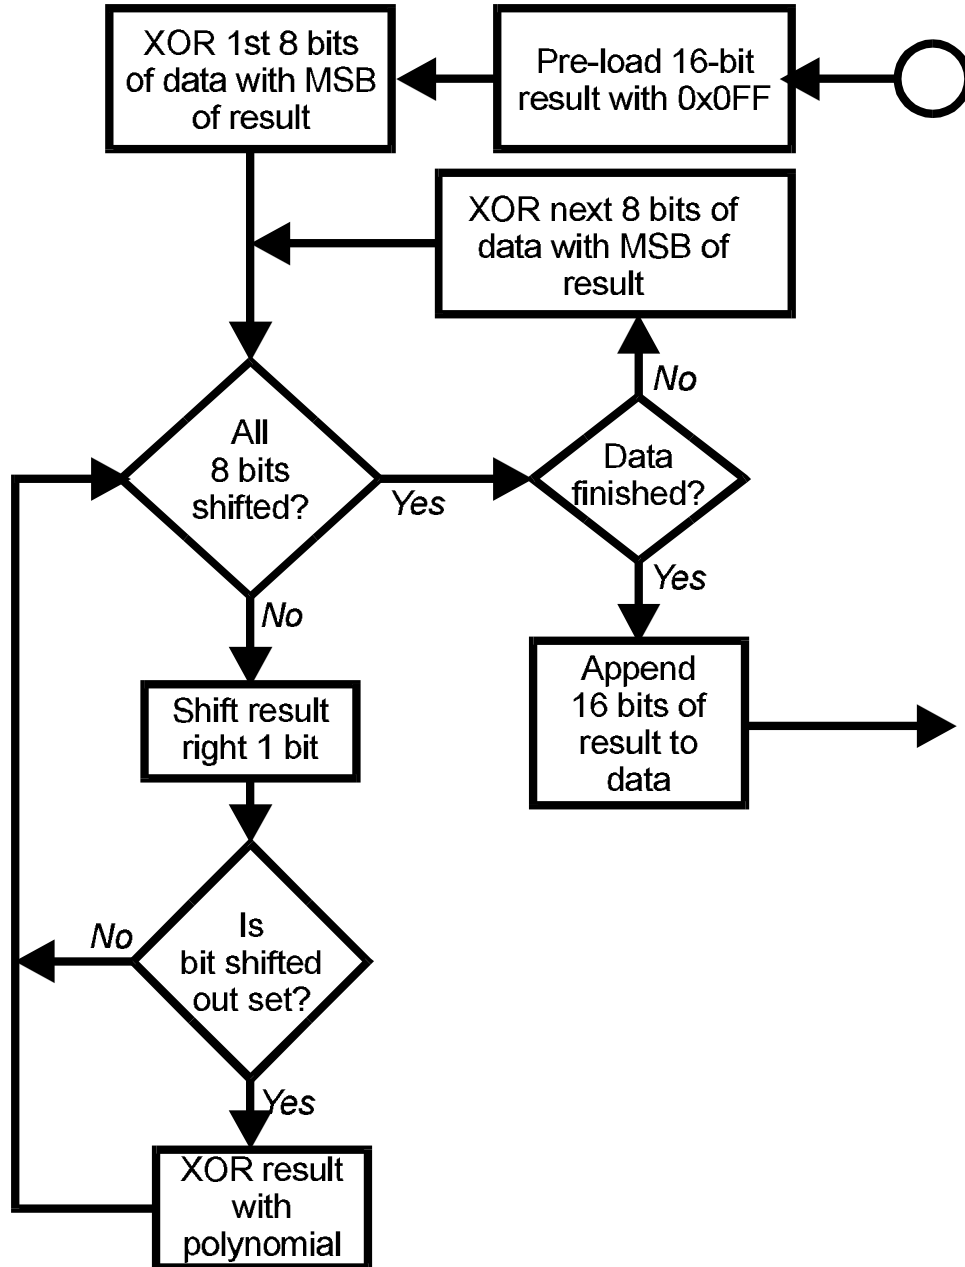 XOR 1st 8 bits
of data with MSB
of result
Pre-load 16-bit
result with 0x0FF
XOR next 8 bits of
data with MSB of
result
No
All
8 bits
shifted?
Yes
Data
finished?
Yes
No
Append
16 bits of
result to
data
Shift result
right 1 bit
Is
bit shifted
out set?
No
Yes
XOR result
with
polynomial